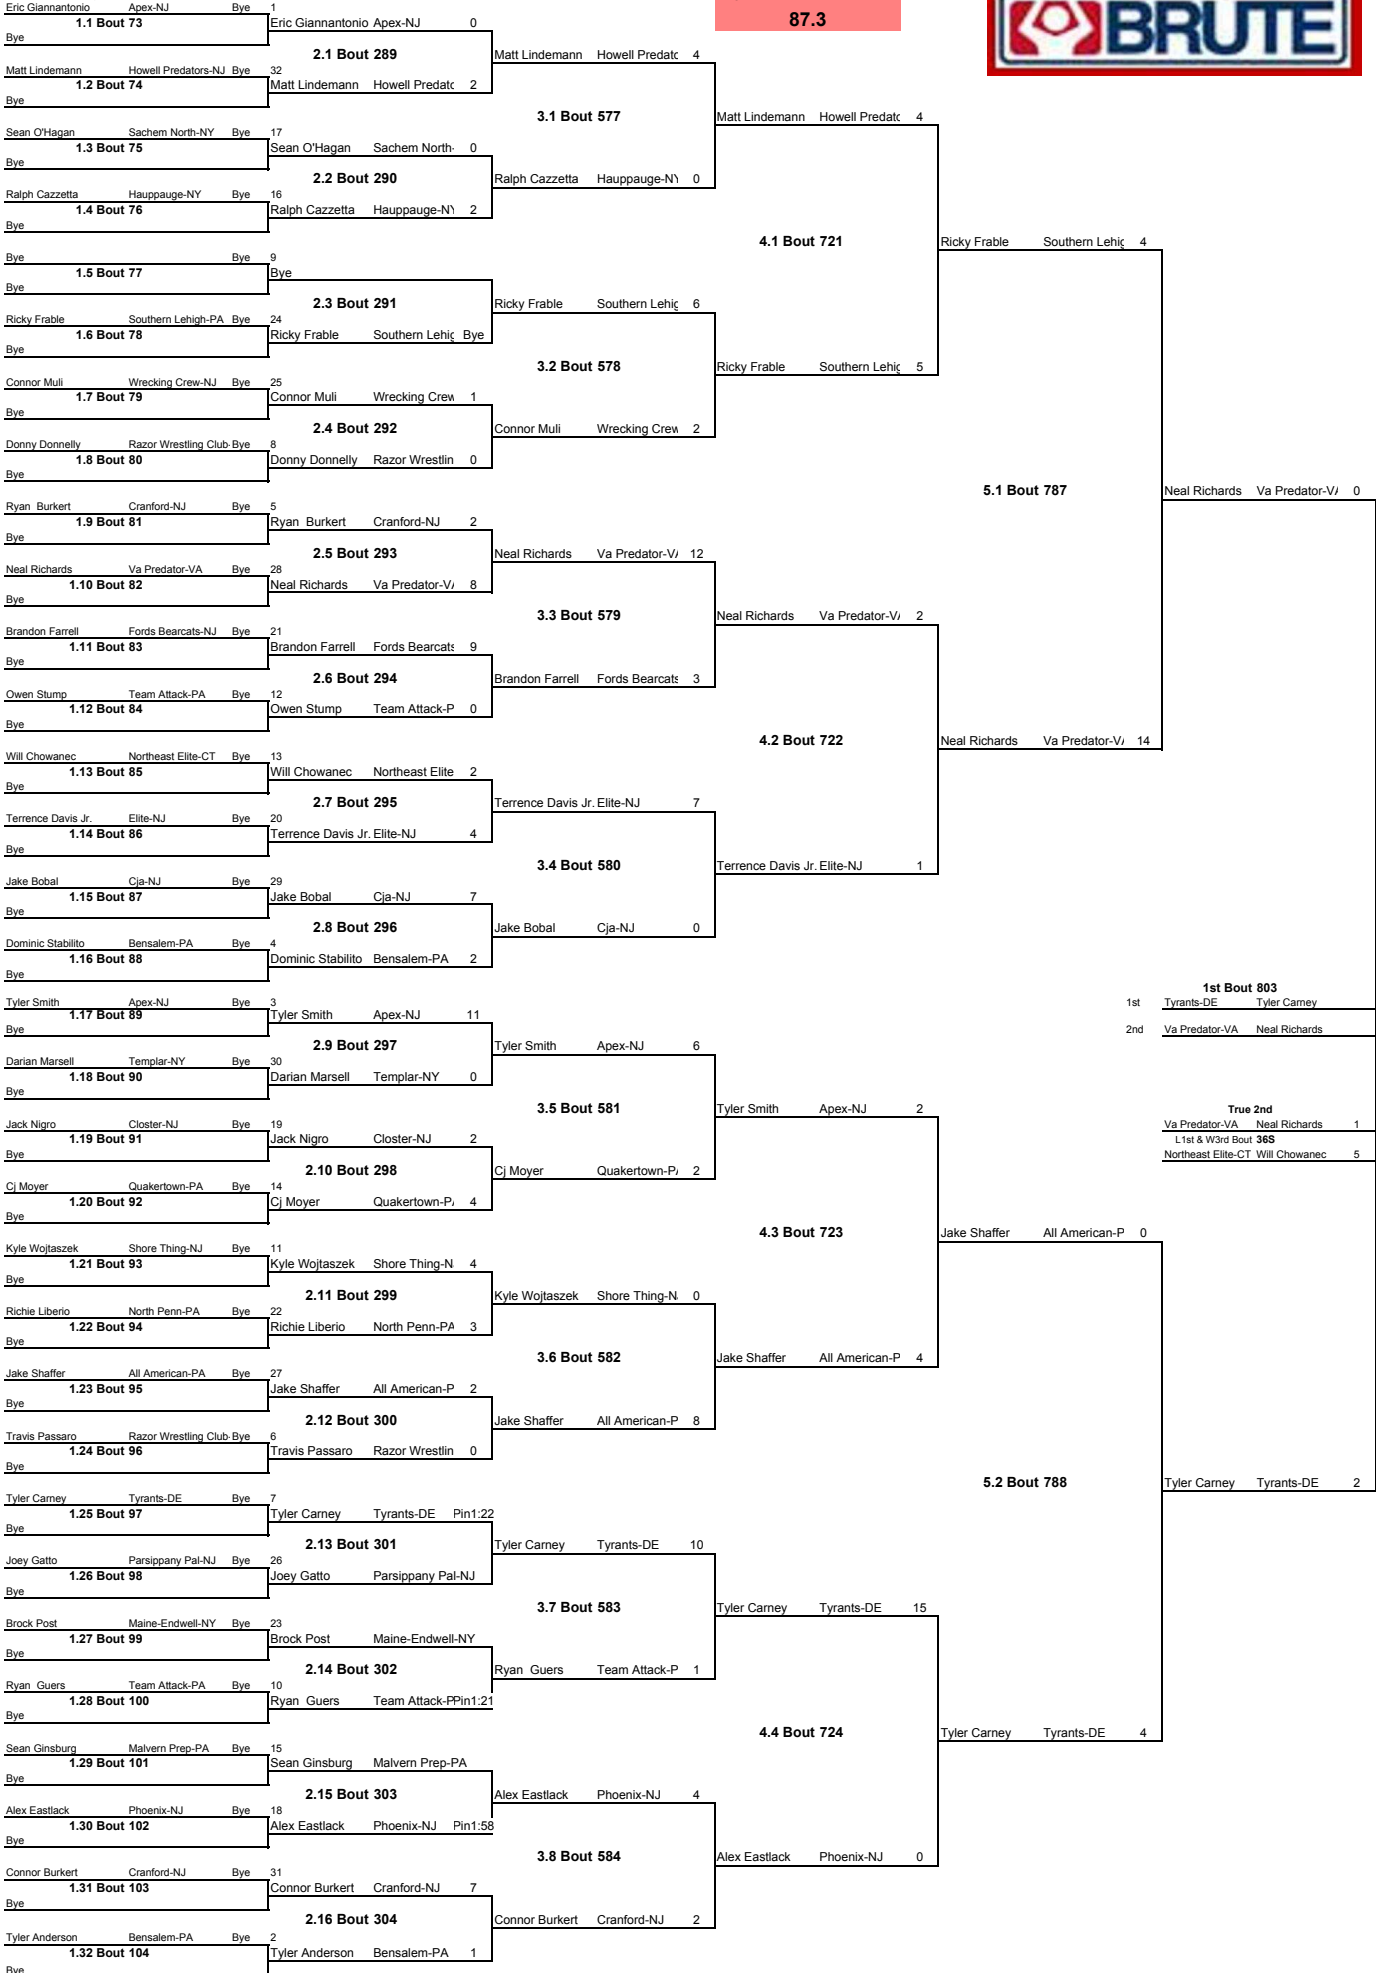 87.3
BRUTE
Eric Giannantonio Apex-NJ Bye 1
1.1 Bout 73
Bye
Eric Giannantonio Apex-NJ 0
2.1 Bout 289
Matt Lindemann Howell Predators-NJ Bye 32
1.2 Bout 74
Bye
Matt Lindemann Howell Predatc 2
Matt Lindemann Howell Predatc 4
3.1 Bout 577
Sean O'Hagan Sachem North-NY Bye 17
1.3 Bout 75
Bye
Sean O'Hagan Sachem North- 0
2.2 Bout 290
Ralph Cazzetta Hauppauge-NY Bye 16
1.4 Bout 76
Bye
Ralph Cazzetta Hauppauge-NY 2
Ralph Cazzetta Hauppauge-NY 0
Matt Lindemann Howell Predatc 4
4.1 Bout 721
Bye Bye 9
1.5 Bout 77
Bye
Bye
2.3 Bout 291
Ricky Frable Southern Lehigh-PA Bye 24
1.6 Bout 78
Bye
Ricky Frable Southern Lehig Bye
Ricky Frable Southern Lehig 6
3.2 Bout 578
Connor Muli Wrecking Crew-NJ Bye 25
1.7 Bout 79
Bye
Connor Muli Wrecking Crew 1
2.4 Bout 292
Donny Donnelly Razor Wrestling Club- Bye 8
1.8 Bout 80
Bye
Donny Donnelly Razor Wrestlin 0
Connor Muli Wrecking Crew 2
Ricky Frable Southern Lehig 5
Ricky Frable Southern Lehig 4
5.1 Bout 787
Ryan Burkert Cranford-NJ Bye 5
1.9 Bout 81
Bye
Ryan Burkert Cranford-NJ 2
2.5 Bout 293
Neal Richards Va Predator-VA Bye 28
1.10 Bout 82
Bye
Neal Richards Va Predator-VA 8
Neal Richards Va Predator-VA 12
3.3 Bout 579
Brandon Farrell Fords Bearcats-NJ Bye 21
1.11 Bout 83
Bye
Brandon Farrell Fords Bearcats 9
2.6 Bout 294
Owen Stump Team Attack-PA Bye 12
1.12 Bout 84
Bye
Owen Stump Team Attack-P 0
Brandon Farrell Fords Bearcats 3
Neal Richards Va Predator-VA 2
4.2 Bout 722
Will Chowanec Northeast Elite-CT Bye 13
1.13 Bout 85
Bye
Will Chowanec Northeast Elite 2
2.7 Bout 295
Terrence Davis Jr. Elite-NJ Bye 20
1.14 Bout 86
Bye
Terrence Davis Jr. Elite-NJ 4
Terrence Davis Jr. Elite-NJ 7
3.4 Bout 580
Jake Bobal Cja-NJ Bye 29
1.15 Bout 87
Bye
Jake Bobal Cja-NJ 7
2.8 Bout 296
Dominic Stabilito Bensalem-PA Bye 4
1.16 Bout 88
Bye
Dominic Stabilito Bensalem-PA 2
Jake Bobal Cja-NJ 0
Terrence Davis Jr. Elite-NJ 1
Neal Richards Va Predator-VA 14
Neal Richards Va Predator-VA 0
1st Bout 803
1st Tyrants-DE Tyler Carney
2nd Va Predator-VA Neal Richards
True 2nd
Va Predator-VA Neal Richards 1
L1st & W3rd Bout 36S
Northeast Elite-CT Will Chowanec 5
Tyler Smith Apex-NJ Bye 3
1.17 Bout 89
Bye
Tyler Smith Apex-NJ 11
2.9 Bout 297
Darian Marsell Templar-NY Bye 30
1.18 Bout 90
Bye
Darian Marsell Templar-NY 0
Tyler Smith Apex-NJ 6
3.5 Bout 581
Jack Nigro Closter-NJ Bye 19
1.19 Bout 91
Bye
Jack Nigro Closter-NJ 2
2.10 Bout 298
Cj Moyer Quakertown-PA Bye 14
1.20 Bout 92
Bye
Cj Moyer Quakertown-PA 4
Cj Moyer Quakertown-PA 2
Tyler Smith Apex-NJ 2
4.3 Bout 723
Kyle Wojtaszek Shore Thing-NJ Bye 11
1.21 Bout 93
Bye
Kyle Wojtaszek Shore Thing-N 4
2.11 Bout 299
Richie Liberio North Penn-PA Bye 22
1.22 Bout 94
Bye
Richie Liberio North Penn-PA 3
Kyle Wojtaszek Shore Thing-N 0
3.6 Bout 582
Jake Shaffer All American-PA Bye 27
1.23 Bout 95
Bye
Jake Shaffer All American-P 2
2.12 Bout 300
Travis Passaro Razor Wrestling Club- Bye 6
1.24 Bout 96
Bye
Travis Passaro Razor Wrestlin 0
Jake Shaffer All American-P 8
Jake Shaffer All American-P 4
Jake Shaffer All American-P 0
5.2 Bout 788
Tyler Carney Tyrants-DE Bye 7
1.25 Bout 97
Bye
Tyler Carney Tyrants-DE Pin1:22
2.13 Bout 301
Joey Gatto Parsippany Pal-NJ Bye 26
1.26 Bout 98
Bye
Joey Gatto Parsippany Pal-NJ
Tyler Carney Tyrants-DE 10
3.7 Bout 583
Brock Post Maine-Endwell-NY Bye 23
1.27 Bout 99
Bye
Brock Post Maine-Endwell-NY
2.14 Bout 302
Ryan Guers Team Attack-PA Bye 10
1.28 Bout 100
Bye
Ryan Guers Team Attack-P Pin1:21
Ryan Guers Team Attack-P 1
Tyler Carney Tyrants-DE 15
4.4 Bout 724
Sean Ginsburg Malvern Prep-PA Bye 15
1.29 Bout 101
Bye
Sean Ginsburg Malvern Prep-PA
2.15 Bout 303
Alex Eastlack Phoenix-NJ Bye 18
1.30 Bout 102
Bye
Alex Eastlack Phoenix-NJ Pin1:58
Alex Eastlack Phoenix-NJ 4
3.8 Bout 584
Connor Burkert Cranford-NJ Bye 31
1.31 Bout 103
Bye
Connor Burkert Cranford-NJ 7
2.16 Bout 304
Tyler Anderson Bensalem-PA Bye 2
1.32 Bout 104
Bye
Tyler Anderson Bensalem-PA 1
Connor Burkert Cranford-NJ 2
Alex Eastlack Phoenix-NJ 0
Tyler Carney Tyrants-DE 4
Tyler Carney Tyrants-DE 2